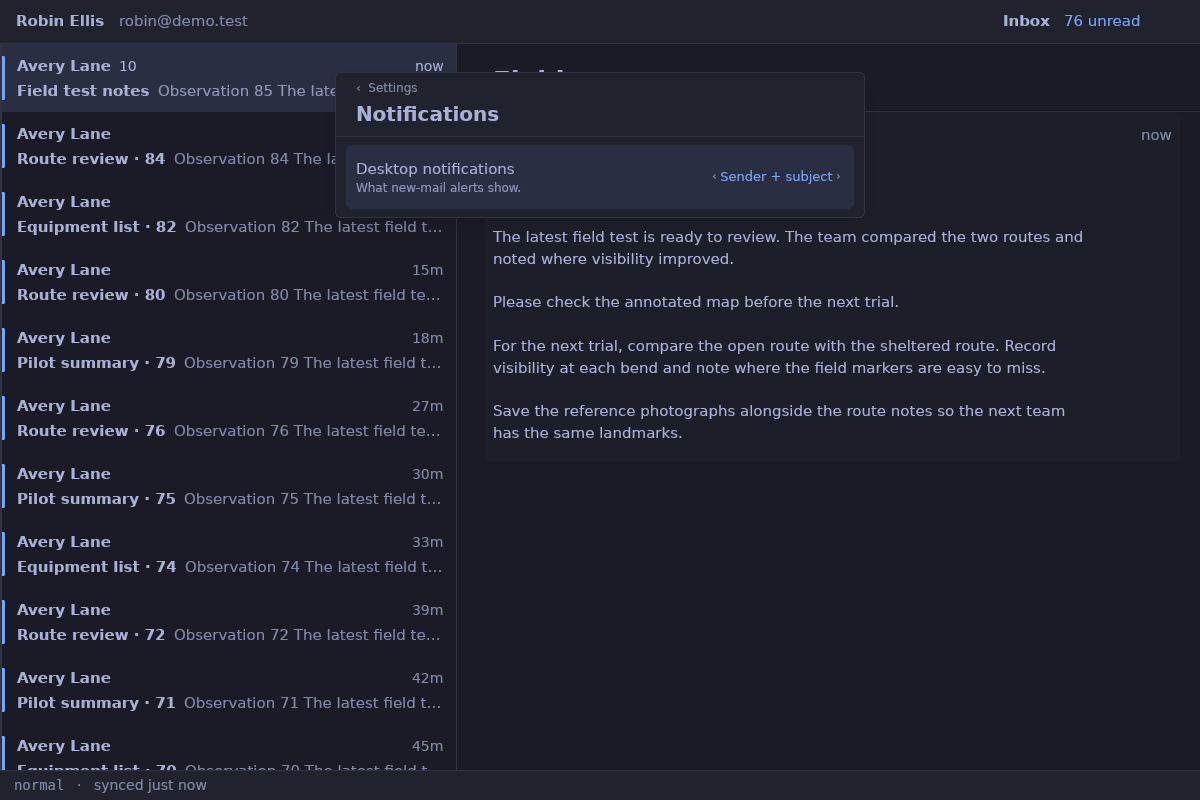 Robin Ellis robin@demo.test
Inbox 76 unread
Avery Lane 10 now
Field test notes Observation 85 The late
Avery Lane
Route review · 84 Observation 84 The la
Avery Lane
Equipment list · 82 Observation 82 The latest field t…
Avery Lane 15m
Route review · 80 Observation 80 The latest field te…
Avery Lane 18m
Pilot summary · 79 Observation 79 The latest field t…
Avery Lane 27m
Route review · 76 Observation 76 The latest field te…
Avery Lane 30m
Pilot summary · 75 Observation 75 The latest field t…
Avery Lane 33m
Equipment list · 74 Observation 74 The latest field t…
Avery Lane 39m
Route review · 72 Observation 72 The latest field te…
Avery Lane 42m
Pilot summary · 71 Observation 71 The latest field t…
Avery Lane 45m
Equipment list · 70 Observation 70 The latest field t…
‹ Settings
Notifications
Desktop notifications
What new-mail alerts show.
‹ Sender + subject ›
now
The latest field test is ready to review. The team compared the two routes and
noted where visibility improved.
Please check the annotated map before the next trial.
For the next trial, compare the open route with the sheltered route. Record
visibility at each bend and note where the field markers are easy to miss.
Save the reference photographs alongside the route notes so the next team
has the same landmarks.
normal · synced just now